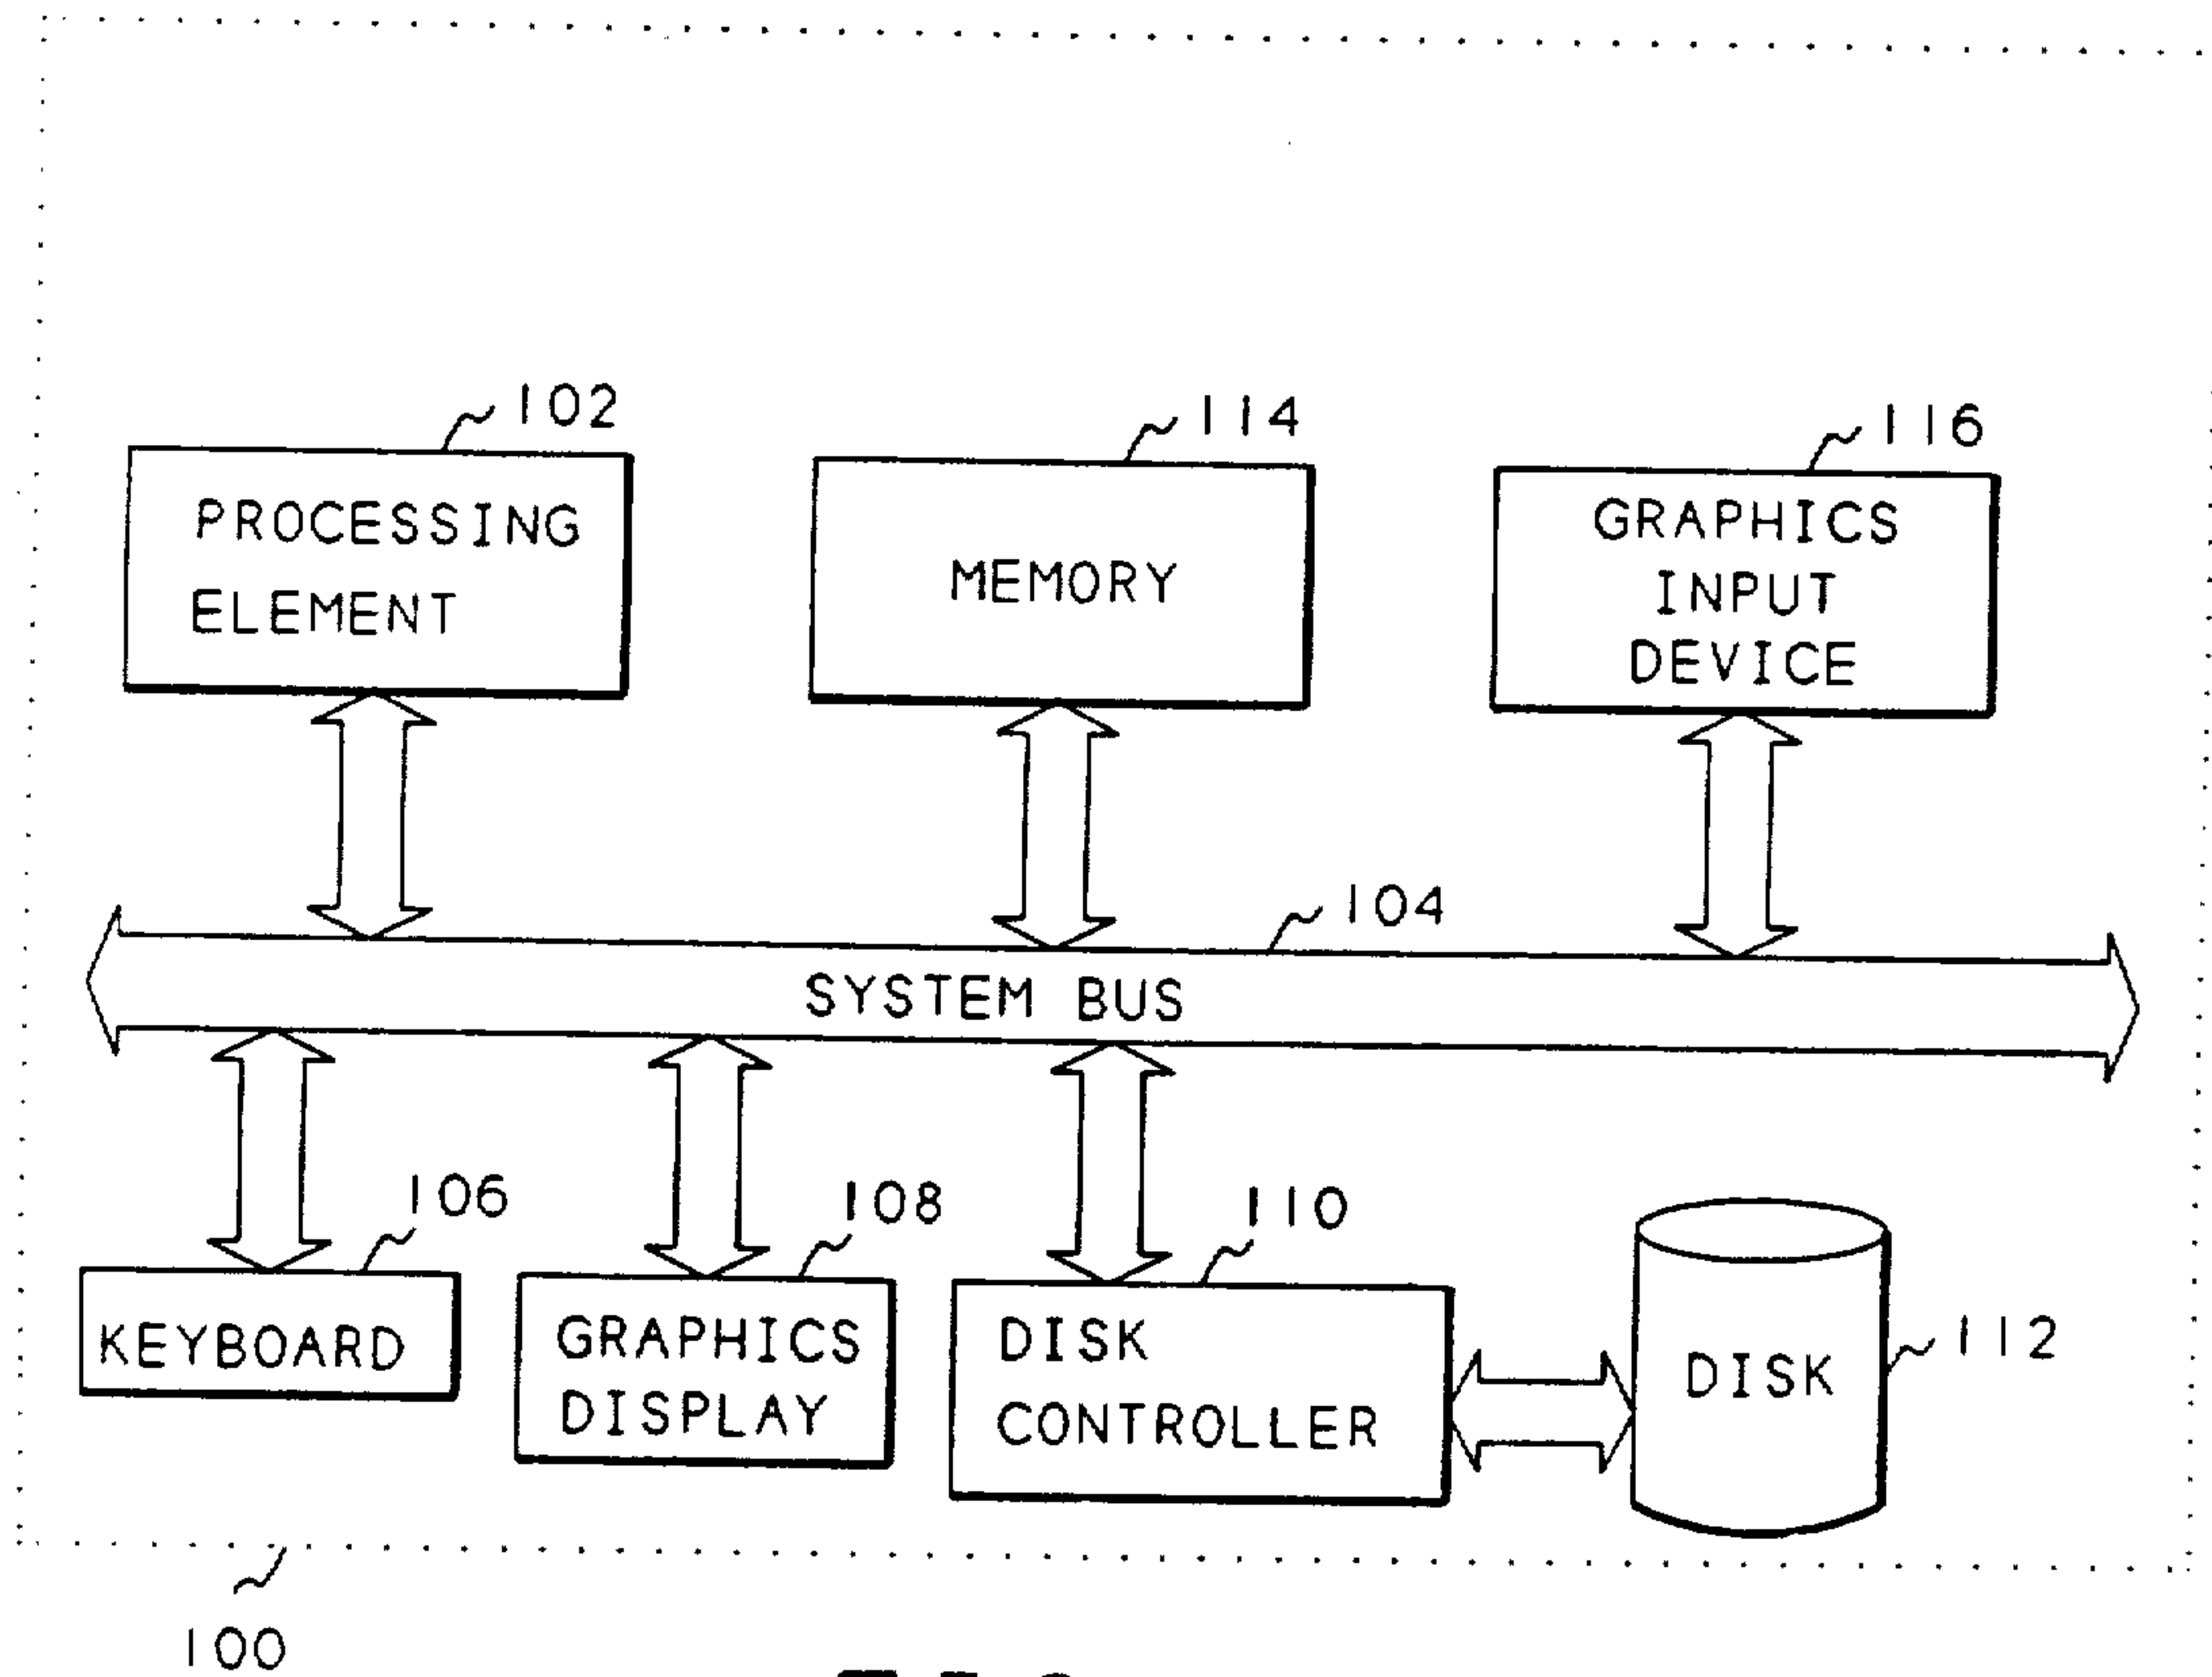 102
114
116
PROCESSING
ELEMENT
MEMORY
GRAPHICS
INPUT
DEVICE
104
SYSTEM BUS
106
108
110
KEYBOARD
GRAPHICS
DISPLAY
DISK
CONTROLLER
DISK
112
100